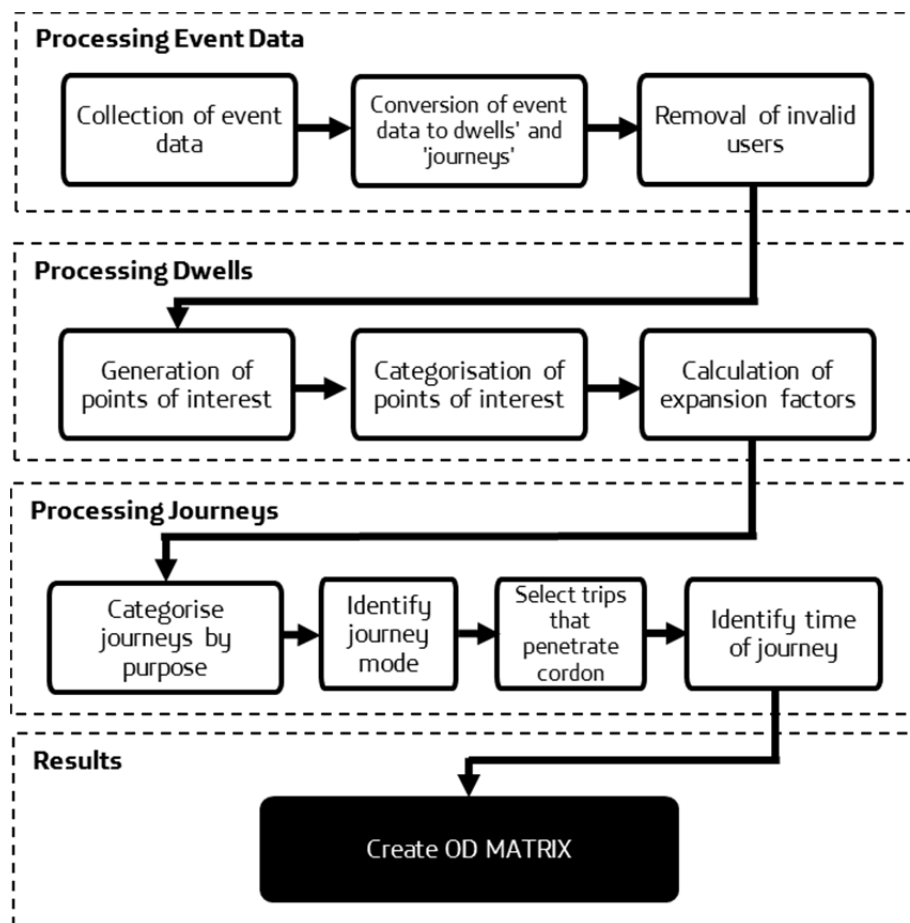 Processing Event Data
Collection of event
data
Conversion of event
data to dwells' and
'journeys'
Removal of invalid
users
Processing Dwells
Generation of
points of interest
Categorisation of
points of interest
Calculation of
expansion factors
Processing Journeys
Categorise
journeys by
purpose
Identify
journey
mode
Select trips
that
penetrate
cordon
Identify time
of journey
Results
Create OD MATRIX